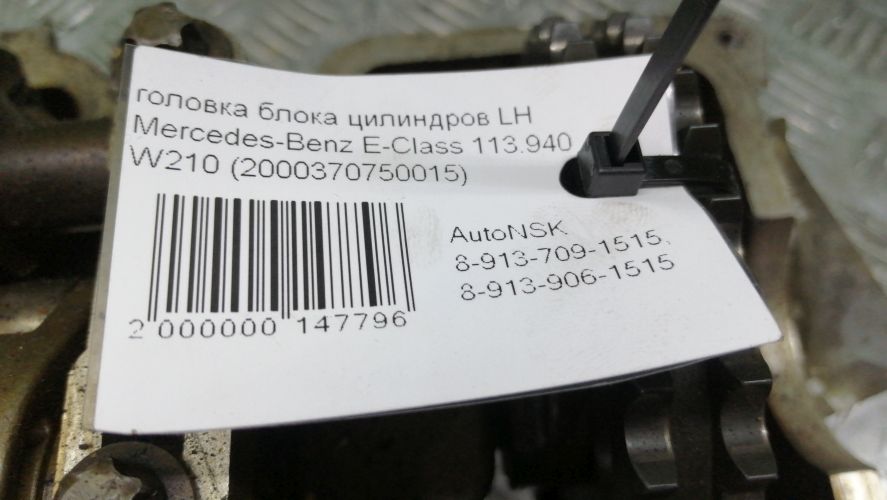 головка блока цилиндров LH
Mercedes-Benz E-Class 113.940
W210 (2000370750015)
AutoNSK
8-913-709-1515,
8-913-906-1515
2 000000 147796